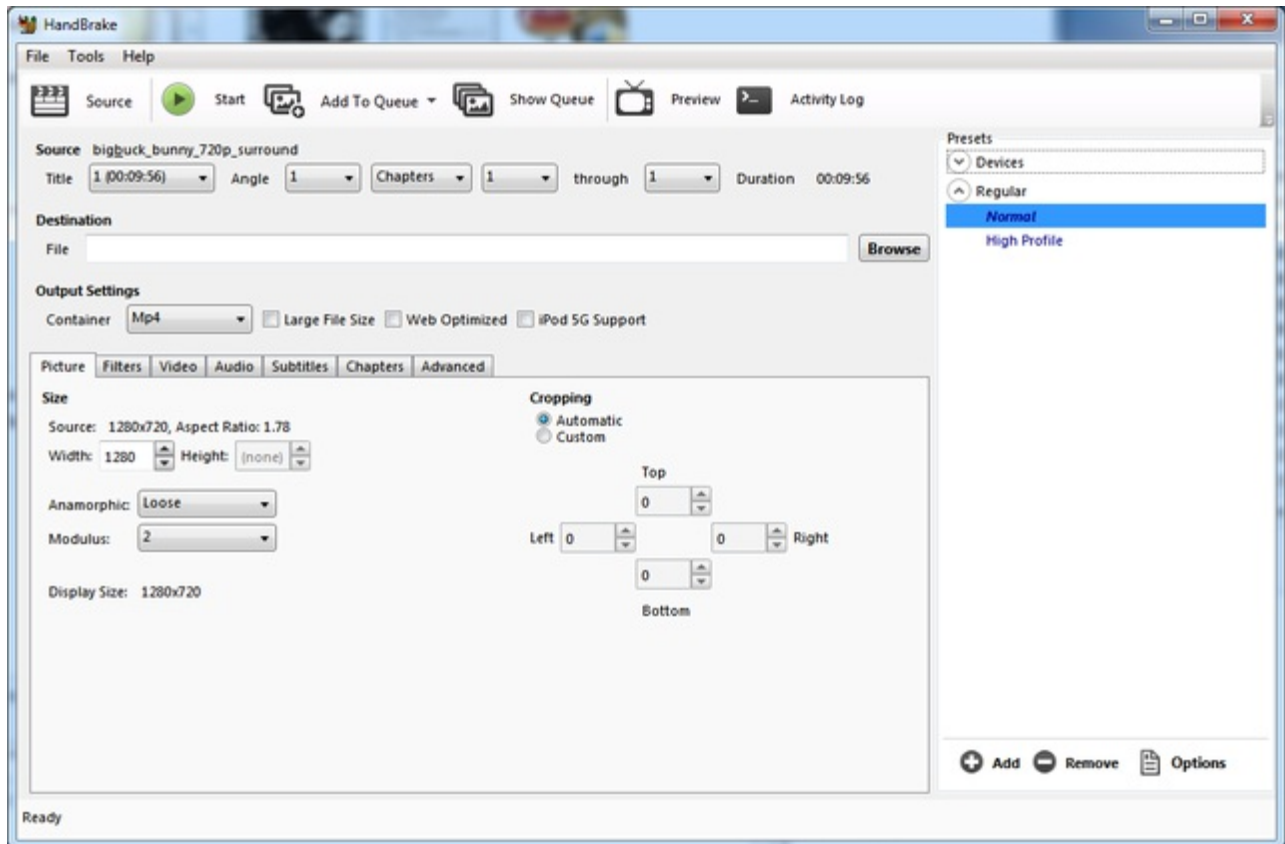 HandBrake
File Tools Help
Source Start Add To Queue Show Queue Preview Activity Log
Source bigbuck_bunny_720p_surround
Title 1 (00:09:56) Angle 1 Chapters 1 through 1 Duration 00:09:56
Destination
File Browse
Output Settings
Container Mp4 Large File Size Web Optimized iPod 5G Support
Picture Filters Video Audio Subtitles Chapters Advanced
Size
Source: 1280x720, Aspect Ratio: 1.78
Width: 1280 Height: (none)
Anamorphic: Loose
Modulus: 2
Display Size: 1280x720
Cropping
Automatic
Custom
Top
0
Left 0 0 Right
0
Bottom
Presets
Devices
Regular
Normal
High Profile
Add Remove Options
Ready